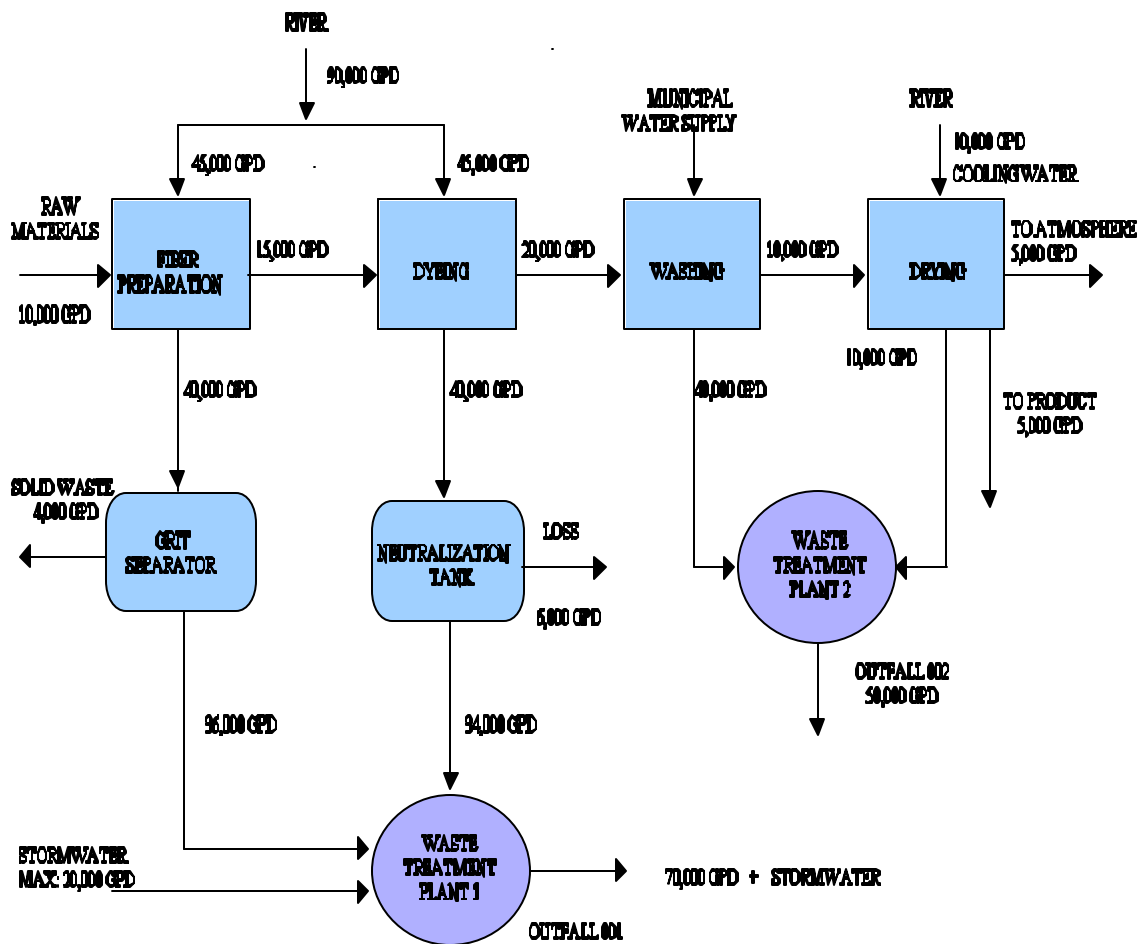 RIVER
90,000 GPD
MUNICIPAL
WATER SUPPLY
RIVER
10,000 GPD
COOLING WATER
45,000 GPD
45,000 GPD
RAW
MATERIALS
10,000 GPD
FIBER
PREPARATION
15,000 GPD
DYEING
20,000 GPD
WASHING
10,000 GPD
DRYING
TO ATMOSPHERE
5,000 GPD
40,000 GPD
40,000 GPD
40,000 GPD
10,000 GPD
TO PRODUCT
5,000 GPD
SOLID WASTE
4,000 GPD
GRIT
SEPARATOR
NEUTRALIZATION
TANK
LOSS
6,000 GPD
WASTE
TREATMENT
PLANT 2
OUTFALL 002
50,000 GPD
36,000 GPD
34,000 GPD
STORMWATER
MAX: GPD
WASTE
TREATMENT
PLANT 1
70,000 GPD + STORMWATER
OUTFALL 001